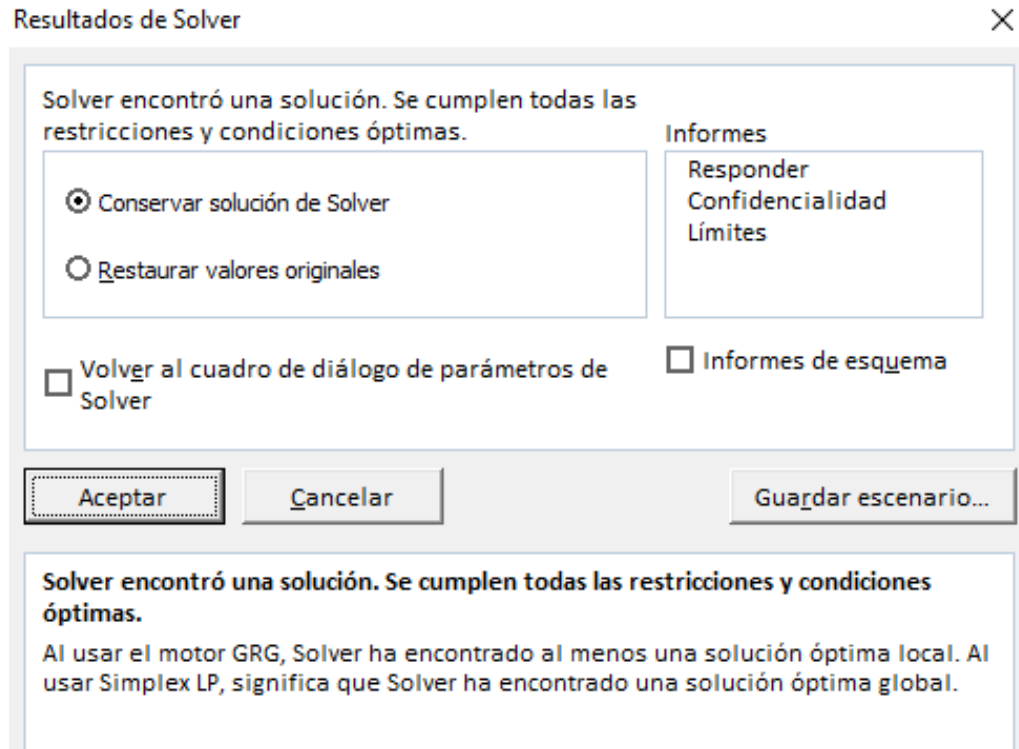 Resultados de Solver
Solver encontró una solución. Se cumplen todas las
restricciones y condiciones óptimas.
Informes
Conservar solución de Solver
Restaurar valores originales
Responder
Confidencialidad
Límites
Volver al cuadro de diálogo de parámetros de
Solver
Informes de esquema
Aceptar
Cancelar
Guardar escenario...
Solver encontró una solución. Se cumplen todas las restricciones y condiciones
óptimas.
Al usar el motor GRG, Solver ha encontrado al menos una solución óptima local. Al
usar Simplex LP, significa que Solver ha encontrado una solución óptima global.